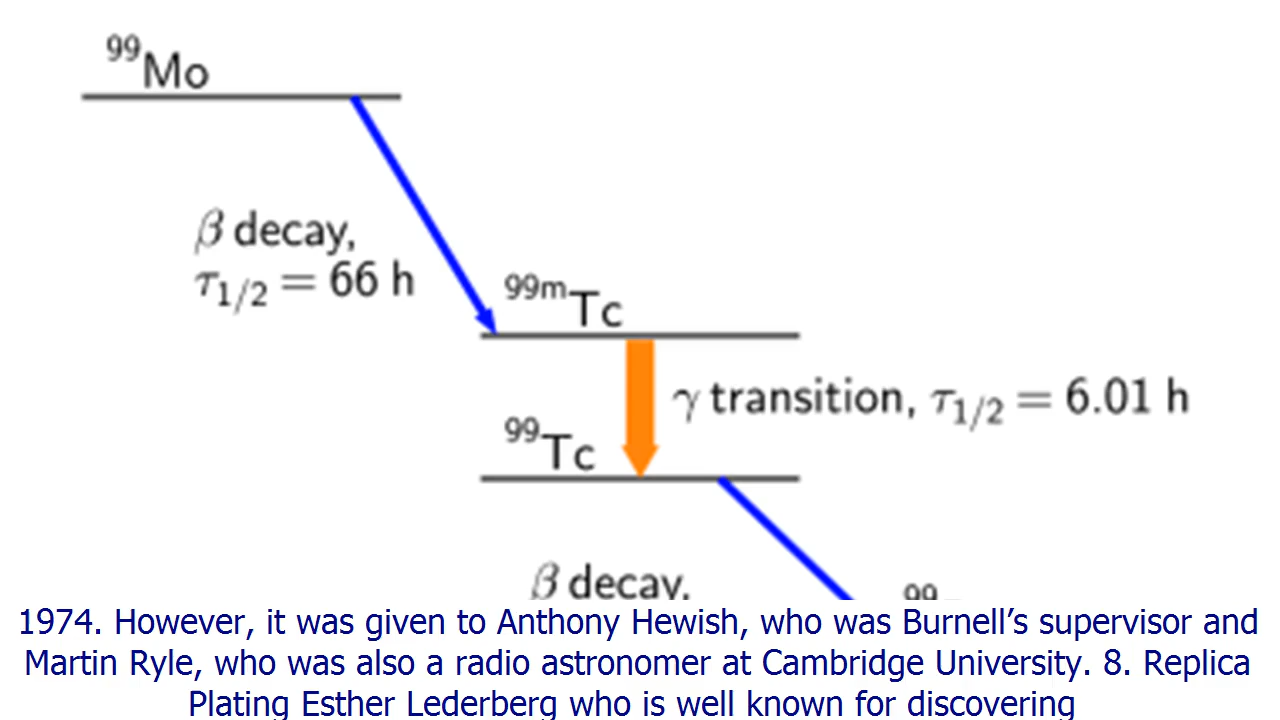 ⁹⁹Mo
β decay,
τ₁/₂ = 66 h
⁹⁹ᵐTc
γ transition, τ₁/₂ = 6.01 h
⁹⁹Tc
β decay,
99
1974. However, it was given to Anthony Hewish, who was Burnell’s supervisor and
Martin Ryle, who was also a radio astronomer at Cambridge University. 8. Replica
Plating Esther Lederberg who is well known for discovering